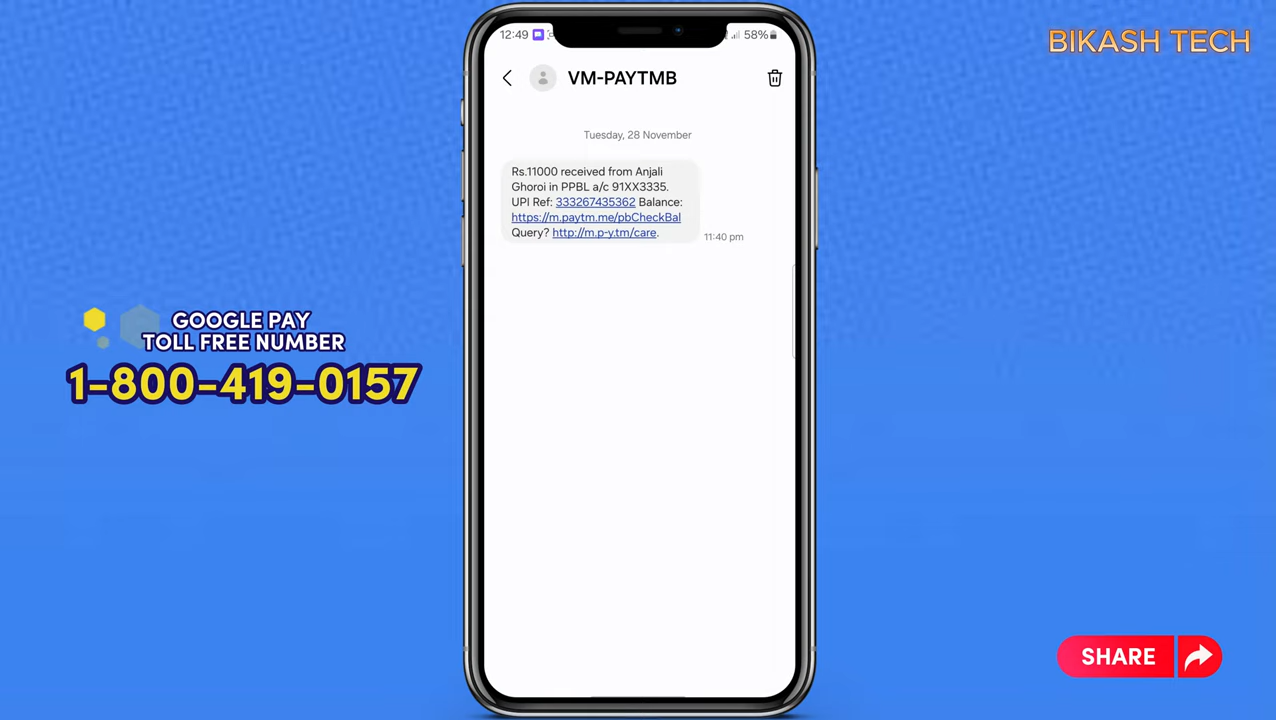 BIKASH TECH
12:49
58%
VM-PAYTMB
Tuesday, 28 November
Rs.11000 received from Anjali
Ghoroi in PPBL a/c 91XX3335.
UPI Ref: 333267435362 Balance:
https://m.paytm.me/pbCheckBal
Query? http://m.p-y.tm/care.
11:40 pm
GOOGLE PAY
TOLL FREE NUMBER
1-800-419-0157
SHARE